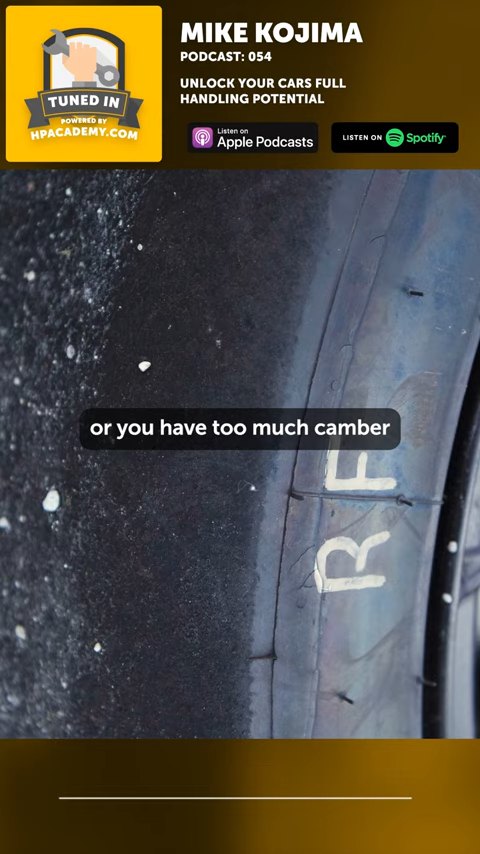 MIKE KOJIMA
PODCAST: 054
UNLOCK YOUR CARS FULL
HANDLING POTENTIAL
TUNED IN
POWERED BY
HPACADEMY.COM
Listen on
Apple Podcasts
LISTEN ON Spotify
or you have too much camber
RF